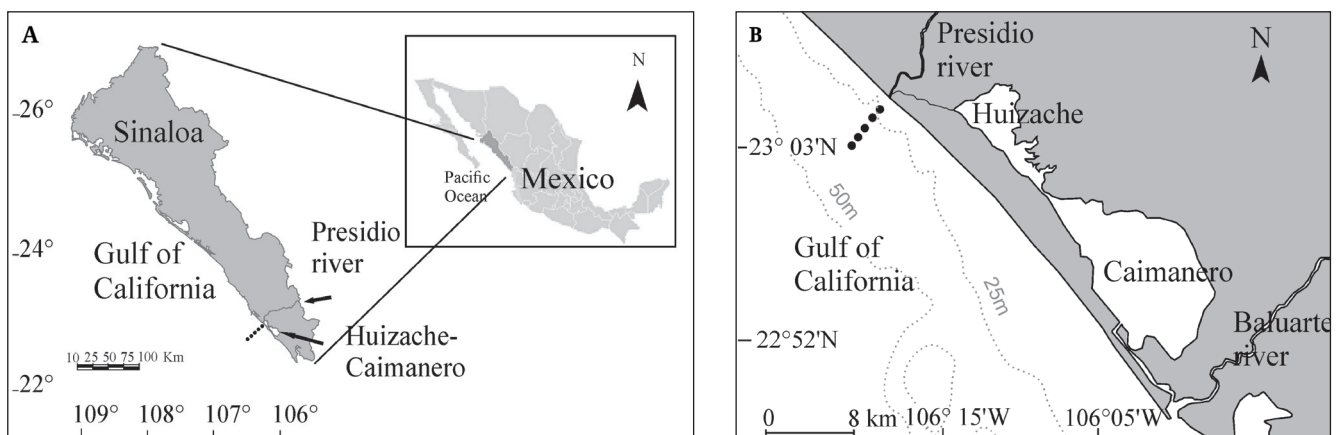 A
26°
24°
22°
109° 108° 107° 106°
Sinaloa
Gulf of
California
Presidio
river
Huizache-
Caimanero
10 25 50 75 100 Km
N
Pacific
Ocean
Mexico
B
Presidio
river
N
Huizache
23° 03'N
50m
Gulf of
California
25m
Caimanero
Baluarte
river
22°52'N
0 8 km 106° 15'W 106°05'W